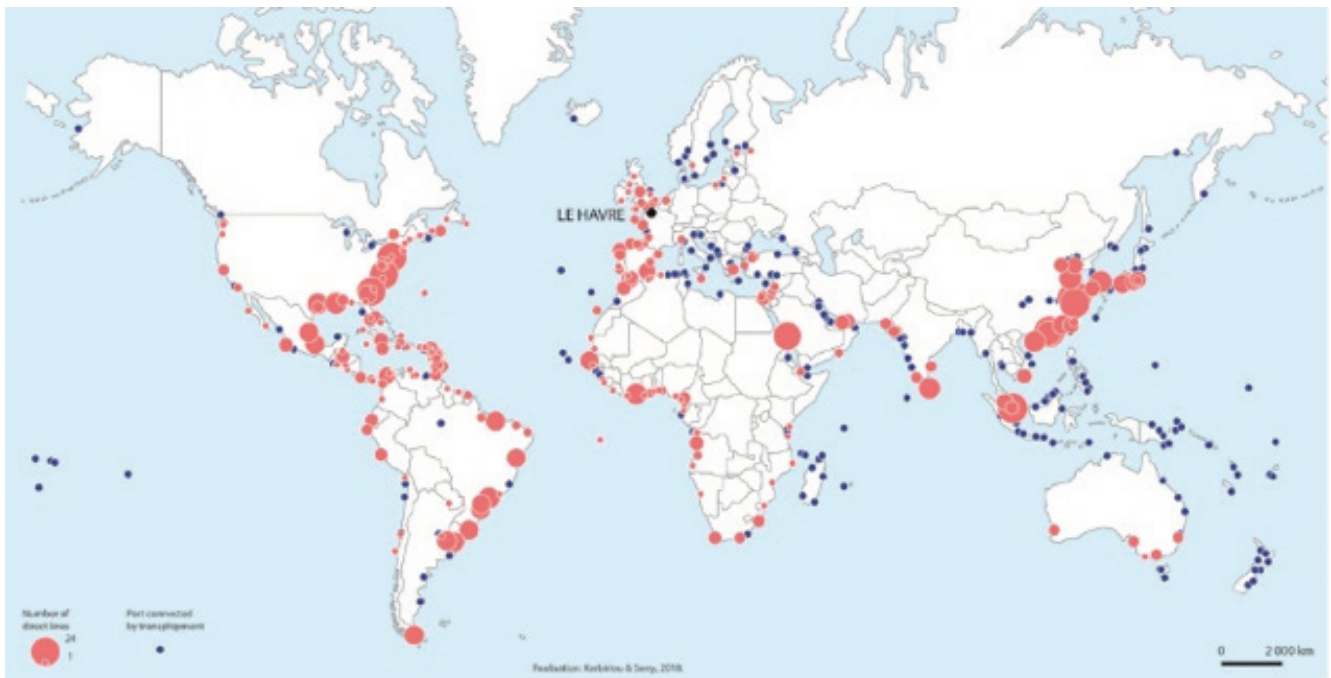 LE HAVRE
Number of
direct lines
24
1
Port connected
by transhipment
Realisation: Kerbiriou & Serry, 2018.
0 2 000 km